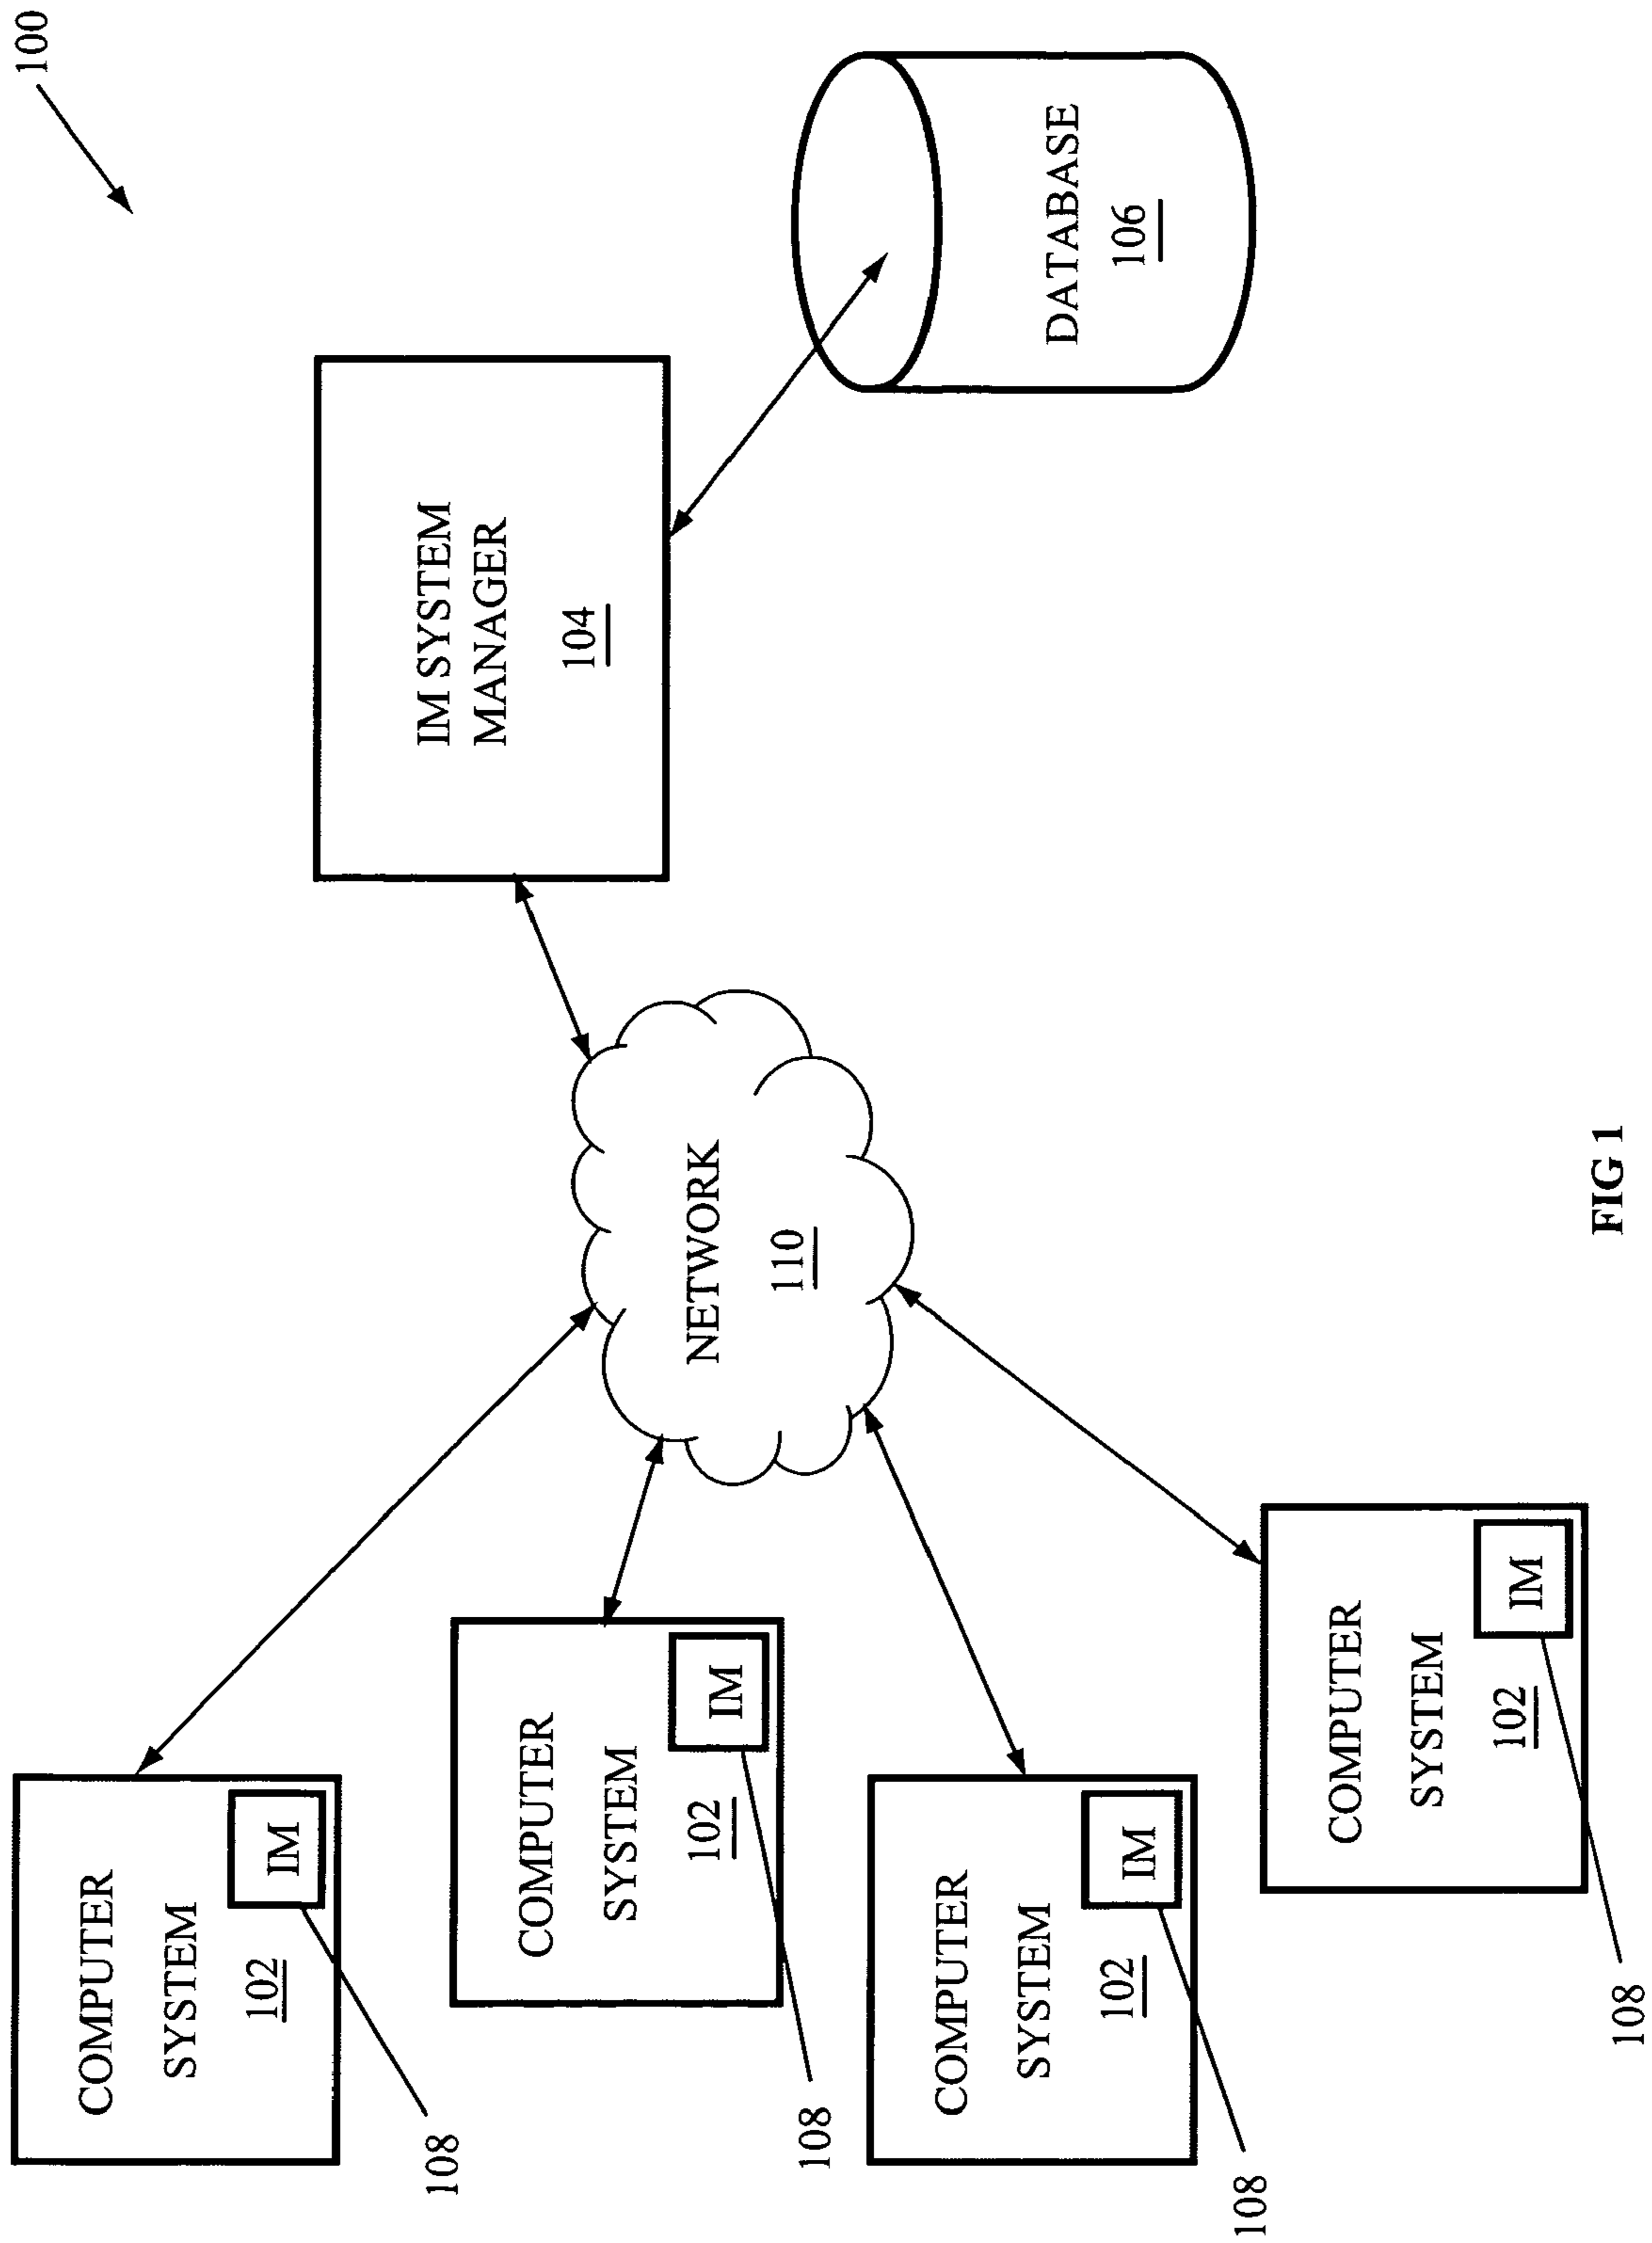 100
COMPUTER
SYSTEM
102
IM
108
COMPUTER
SYSTEM
102
IM
108
COMPUTER
SYSTEM
102
IM
108
COMPUTER
SYSTEM
102
IM
108
NETWORK
110
IM SYSTEM
MANAGER
104
DATABASE
106
FIG 1